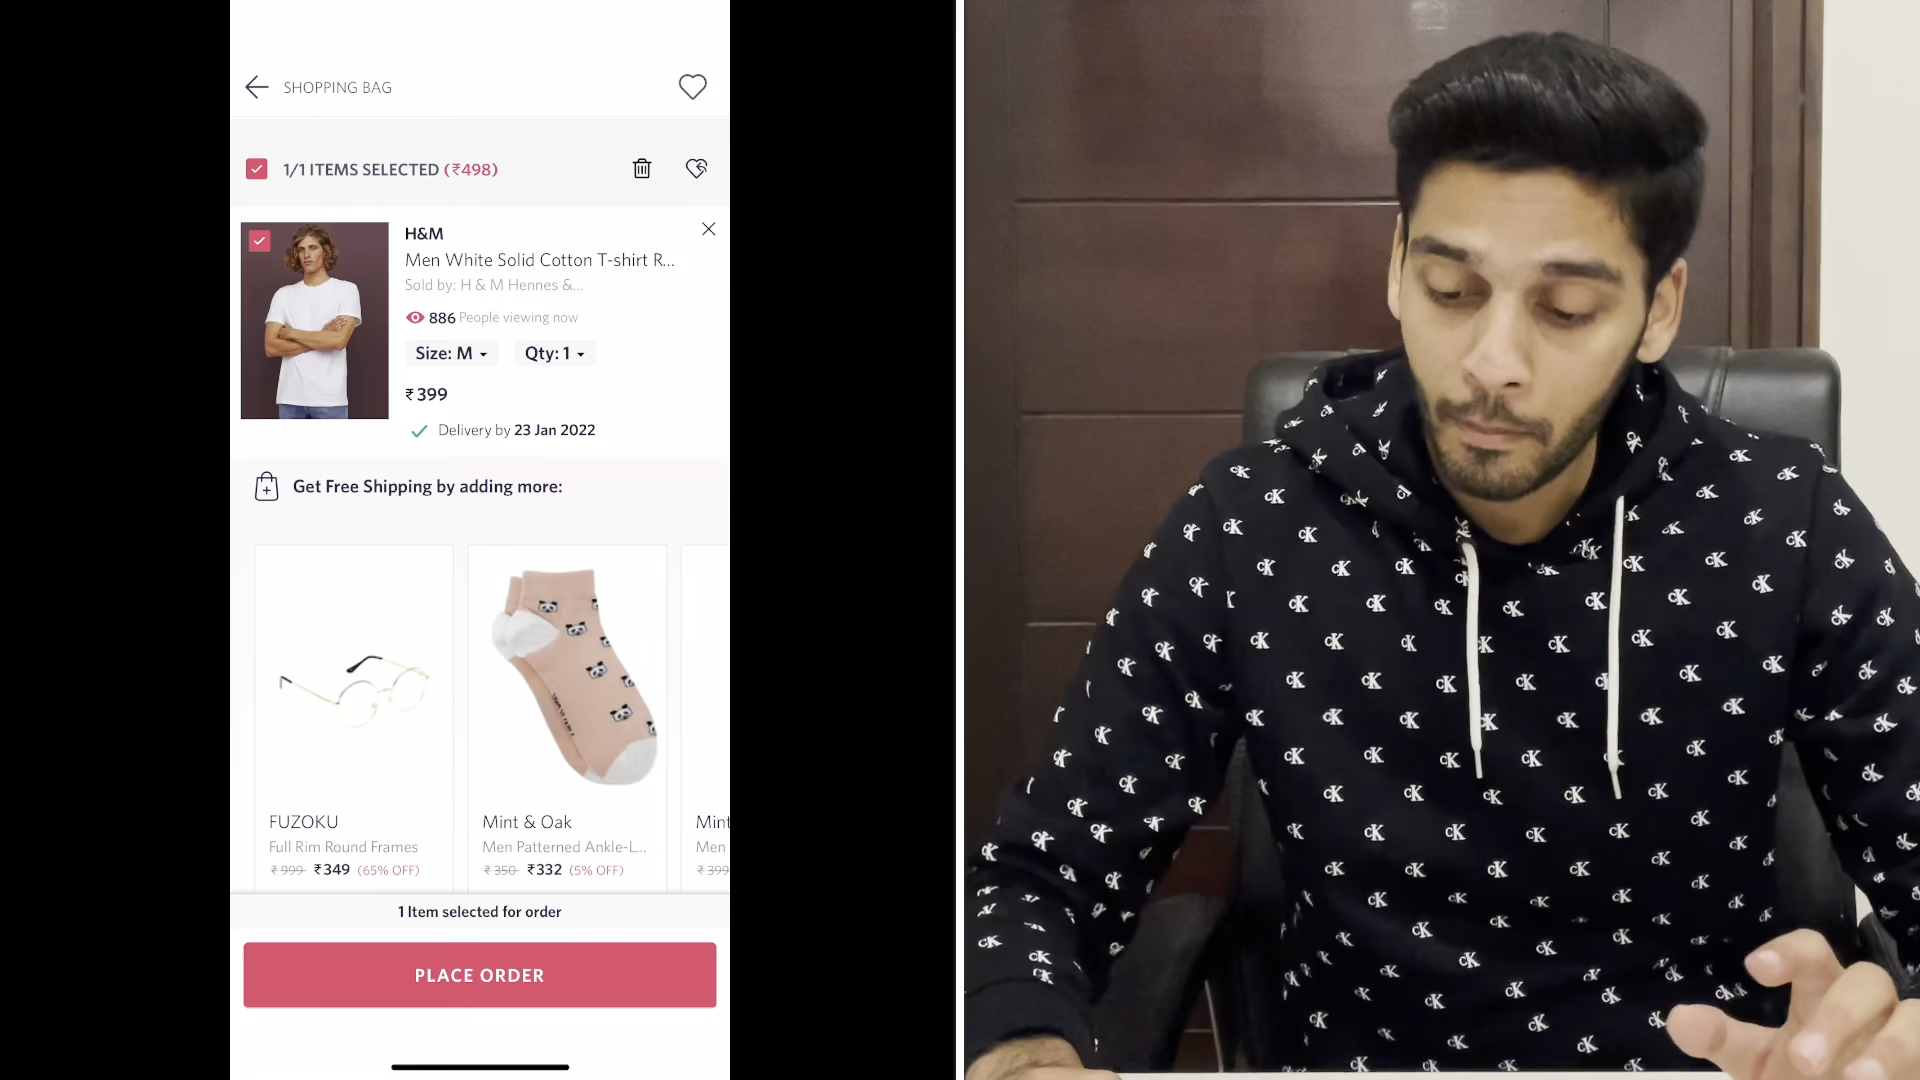 SHOPPING BAG
1/1 ITEMS SELECTED (₹498)
H&M
Men White Solid Cotton T-shirt R...
Sold by: H & M Hennes &...
886 People viewing now
Size: M
Qty: 1
₹ 399
Delivery by 23 Jan 2022
Get Free Shipping by adding more:
FUZOKU
Full Rim Round Frames
₹ 999 ₹ 349 (65% OFF)
Mint & Oak
Men Patterned Ankle-L...
₹ 350 ₹ 332 (5% OFF)
Mint
Men
₹ 399
1 Item selected for order
PLACE ORDER
CK